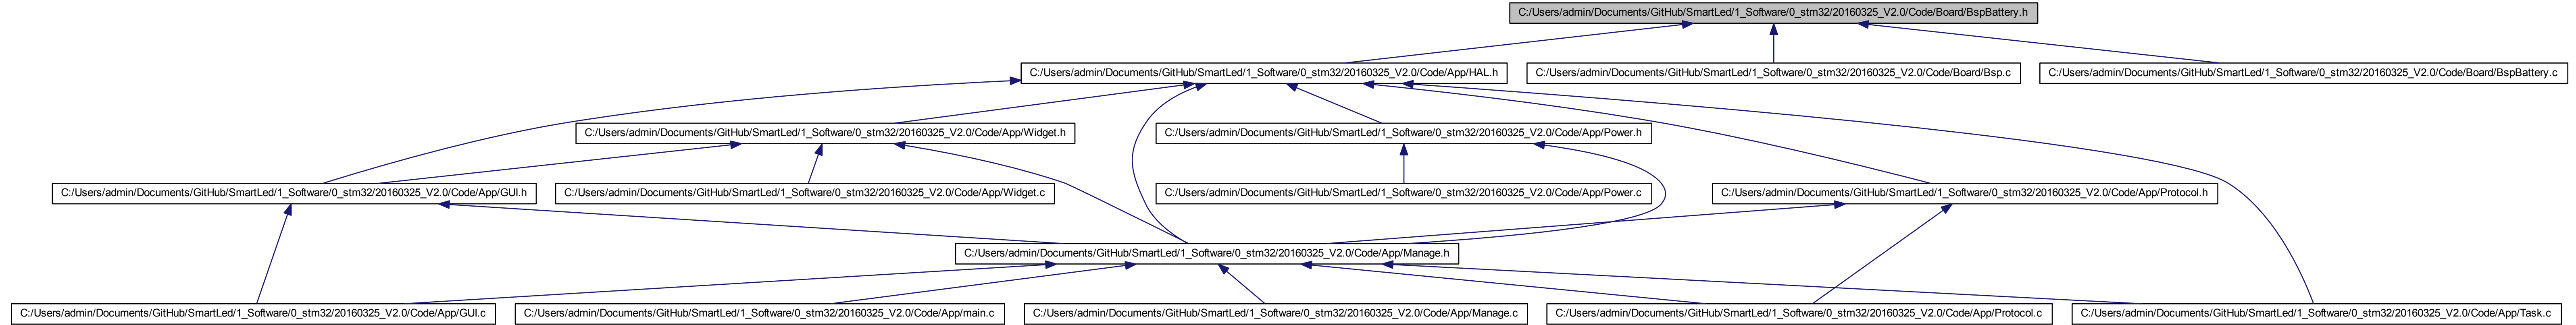 C:/Users/admin/Documents/GitHub/SmartLed/1_Software/0_stm32/20160325_V2.0/Code/Board/BspBattery.h
C:/Users/admin/Documents/GitHub/SmartLed/1_Software/0_stm32/20160325_V2.0/Code/App/HAL.h
C:/Users/admin/Documents/GitHub/SmartLed/1_Software/0_stm32/20160325_V2.0/Code/Board/Bsp.c
C:/Users/admin/Documents/GitHub/SmartLed/1_Software/0_stm32/20160325_V2.0/Code/Board/BspBattery.c
C:/Users/admin/Documents/GitHub/SmartLed/1_Software/0_stm32/20160325_V2.0/Code/App/Widget.h
C:/Users/admin/Documents/GitHub/SmartLed/1_Software/0_stm32/20160325_V2.0/Code/App/Power.h
C:/Users/admin/Documents/GitHub/SmartLed/1_Software/0_stm32/20160325_V2.0/Code/App/GUI.h
C:/Users/admin/Documents/GitHub/SmartLed/1_Software/0_stm32/20160325_V2.0/Code/App/Widget.c
C:/Users/admin/Documents/GitHub/SmartLed/1_Software/0_stm32/20160325_V2.0/Code/App/Power.c
C:/Users/admin/Documents/GitHub/SmartLed/1_Software/0_stm32/20160325_V2.0/Code/App/Protocol.h
C:/Users/admin/Documents/GitHub/SmartLed/1_Software/0_stm32/20160325_V2.0/Code/App/Manage.h
C:/Users/admin/Documents/GitHub/SmartLed/1_Software/0_stm32/20160325_V2.0/Code/App/GUI.c
C:/Users/admin/Documents/GitHub/SmartLed/1_Software/0_stm32/20160325_V2.0/Code/App/main.c
C:/Users/admin/Documents/GitHub/SmartLed/1_Software/0_stm32/20160325_V2.0/Code/App/Manage.c
C:/Users/admin/Documents/GitHub/SmartLed/1_Software/0_stm32/20160325_V2.0/Code/App/Protocol.c
C:/Users/admin/Documents/GitHub/SmartLed/1_Software/0_stm32/20160325_V2.0/Code/App/Task.c